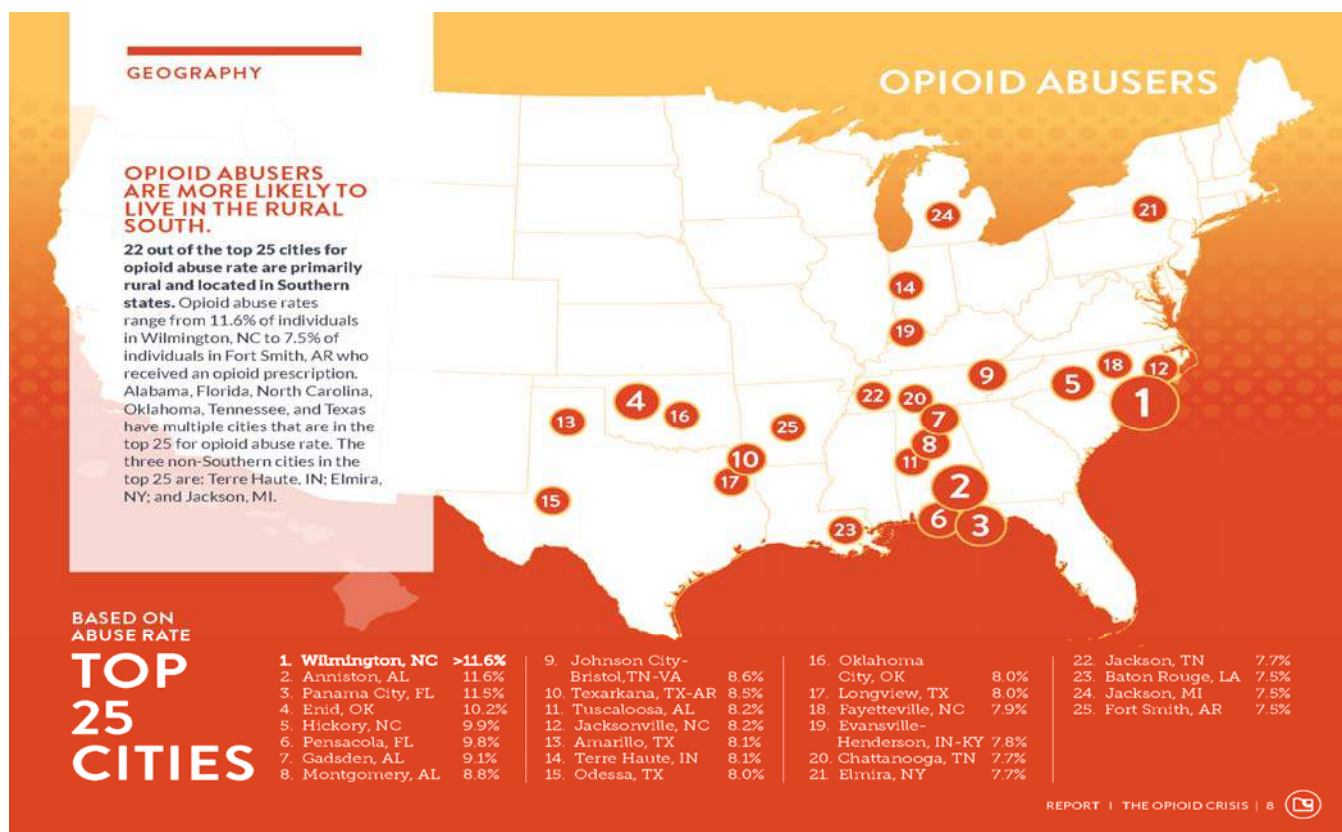 GEOGRAPHY
OPIOID ABUSERS
OPIOID ABUSERS
ARE MORE LIKELY TO
LIVE IN THE RURAL
SOUTH.
22 out of the top 25 cities for
opioid abuse rate are primarily
rural and located in Southern
states. Opioid abuse rates
range from 11.6% of individuals
in Wilmington, NC to 7.5% of
individuals in Fort Smith, AR who
received an opioid prescription.
Alabama, Florida, North Carolina,
Oklahoma, Tennessee, and Texas
have multiple cities that are in the
top 25 for opioid abuse rate. The
three non-Southern cities in the
top 25 are: Terre Haute, IN; Elmira,
NY; and Jackson, MI.
24
21
14
19
9
18
12
5
1
22
20
4
16
13
25
7
8
10
11
17
15
2
6
3
23
BASED ON
ABUSE RATE
TOP
25
CITIES
1. Wilmington, NC >11.6%
2. Anniston, AL 11.6%
3. Panama City, FL 11.5%
4. Enid, OK 10.2%
5. Hickory, NC 9.9%
6. Pensacola, FL 9.8%
7. Gadsden, AL 9.1%
8. Montgomery, AL 8.8%
9. Johnson City-
Bristol,TN-VA 8.6%
10. Texarkana, TX-AR 8.5%
11. Tuscaloosa, AL 8.2%
12. Jacksonville, NC 8.2%
13. Amarillo, TX 8.1%
14. Terre Haute, IN 8.1%
15. Odessa, TX 8.0%
16. Oklahoma
City, OK 8.0%
17. Longview, TX 8.0%
18. Fayetteville, NC 7.9%
19. Evansville-
Henderson, IN-KY 7.8%
20. Chattanooga, TN 7.7%
21. Elmira, NY 7.7%
22. Jackson, TN 7.7%
23. Baton Rouge, LA 7.5%
24. Jackson, MI 7.5%
25. Fort Smith, AR 7.5%
REPORT | THE OPIOID CRISIS | 8